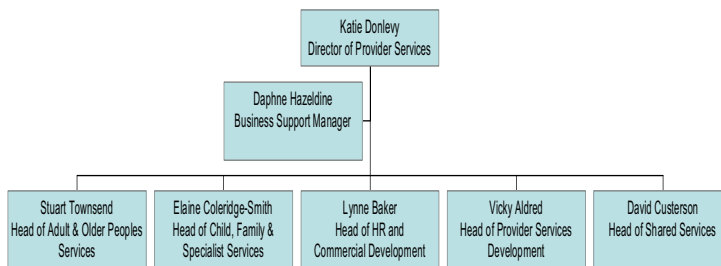 Katie Donlevy
Director of Provider Services
Daphne Hazeldine
Business Support Manager
Stuart Townsend
Head of Adult & Older Peoples
Services
Elaine Coleridge-Smith
Head of Child, Family &
Specialist Services
Lynne Baker
Head of HR and
Commercial Development
Vicky Aldred
Head of Provider Services
Development
David Custerson
Head of Shared Services